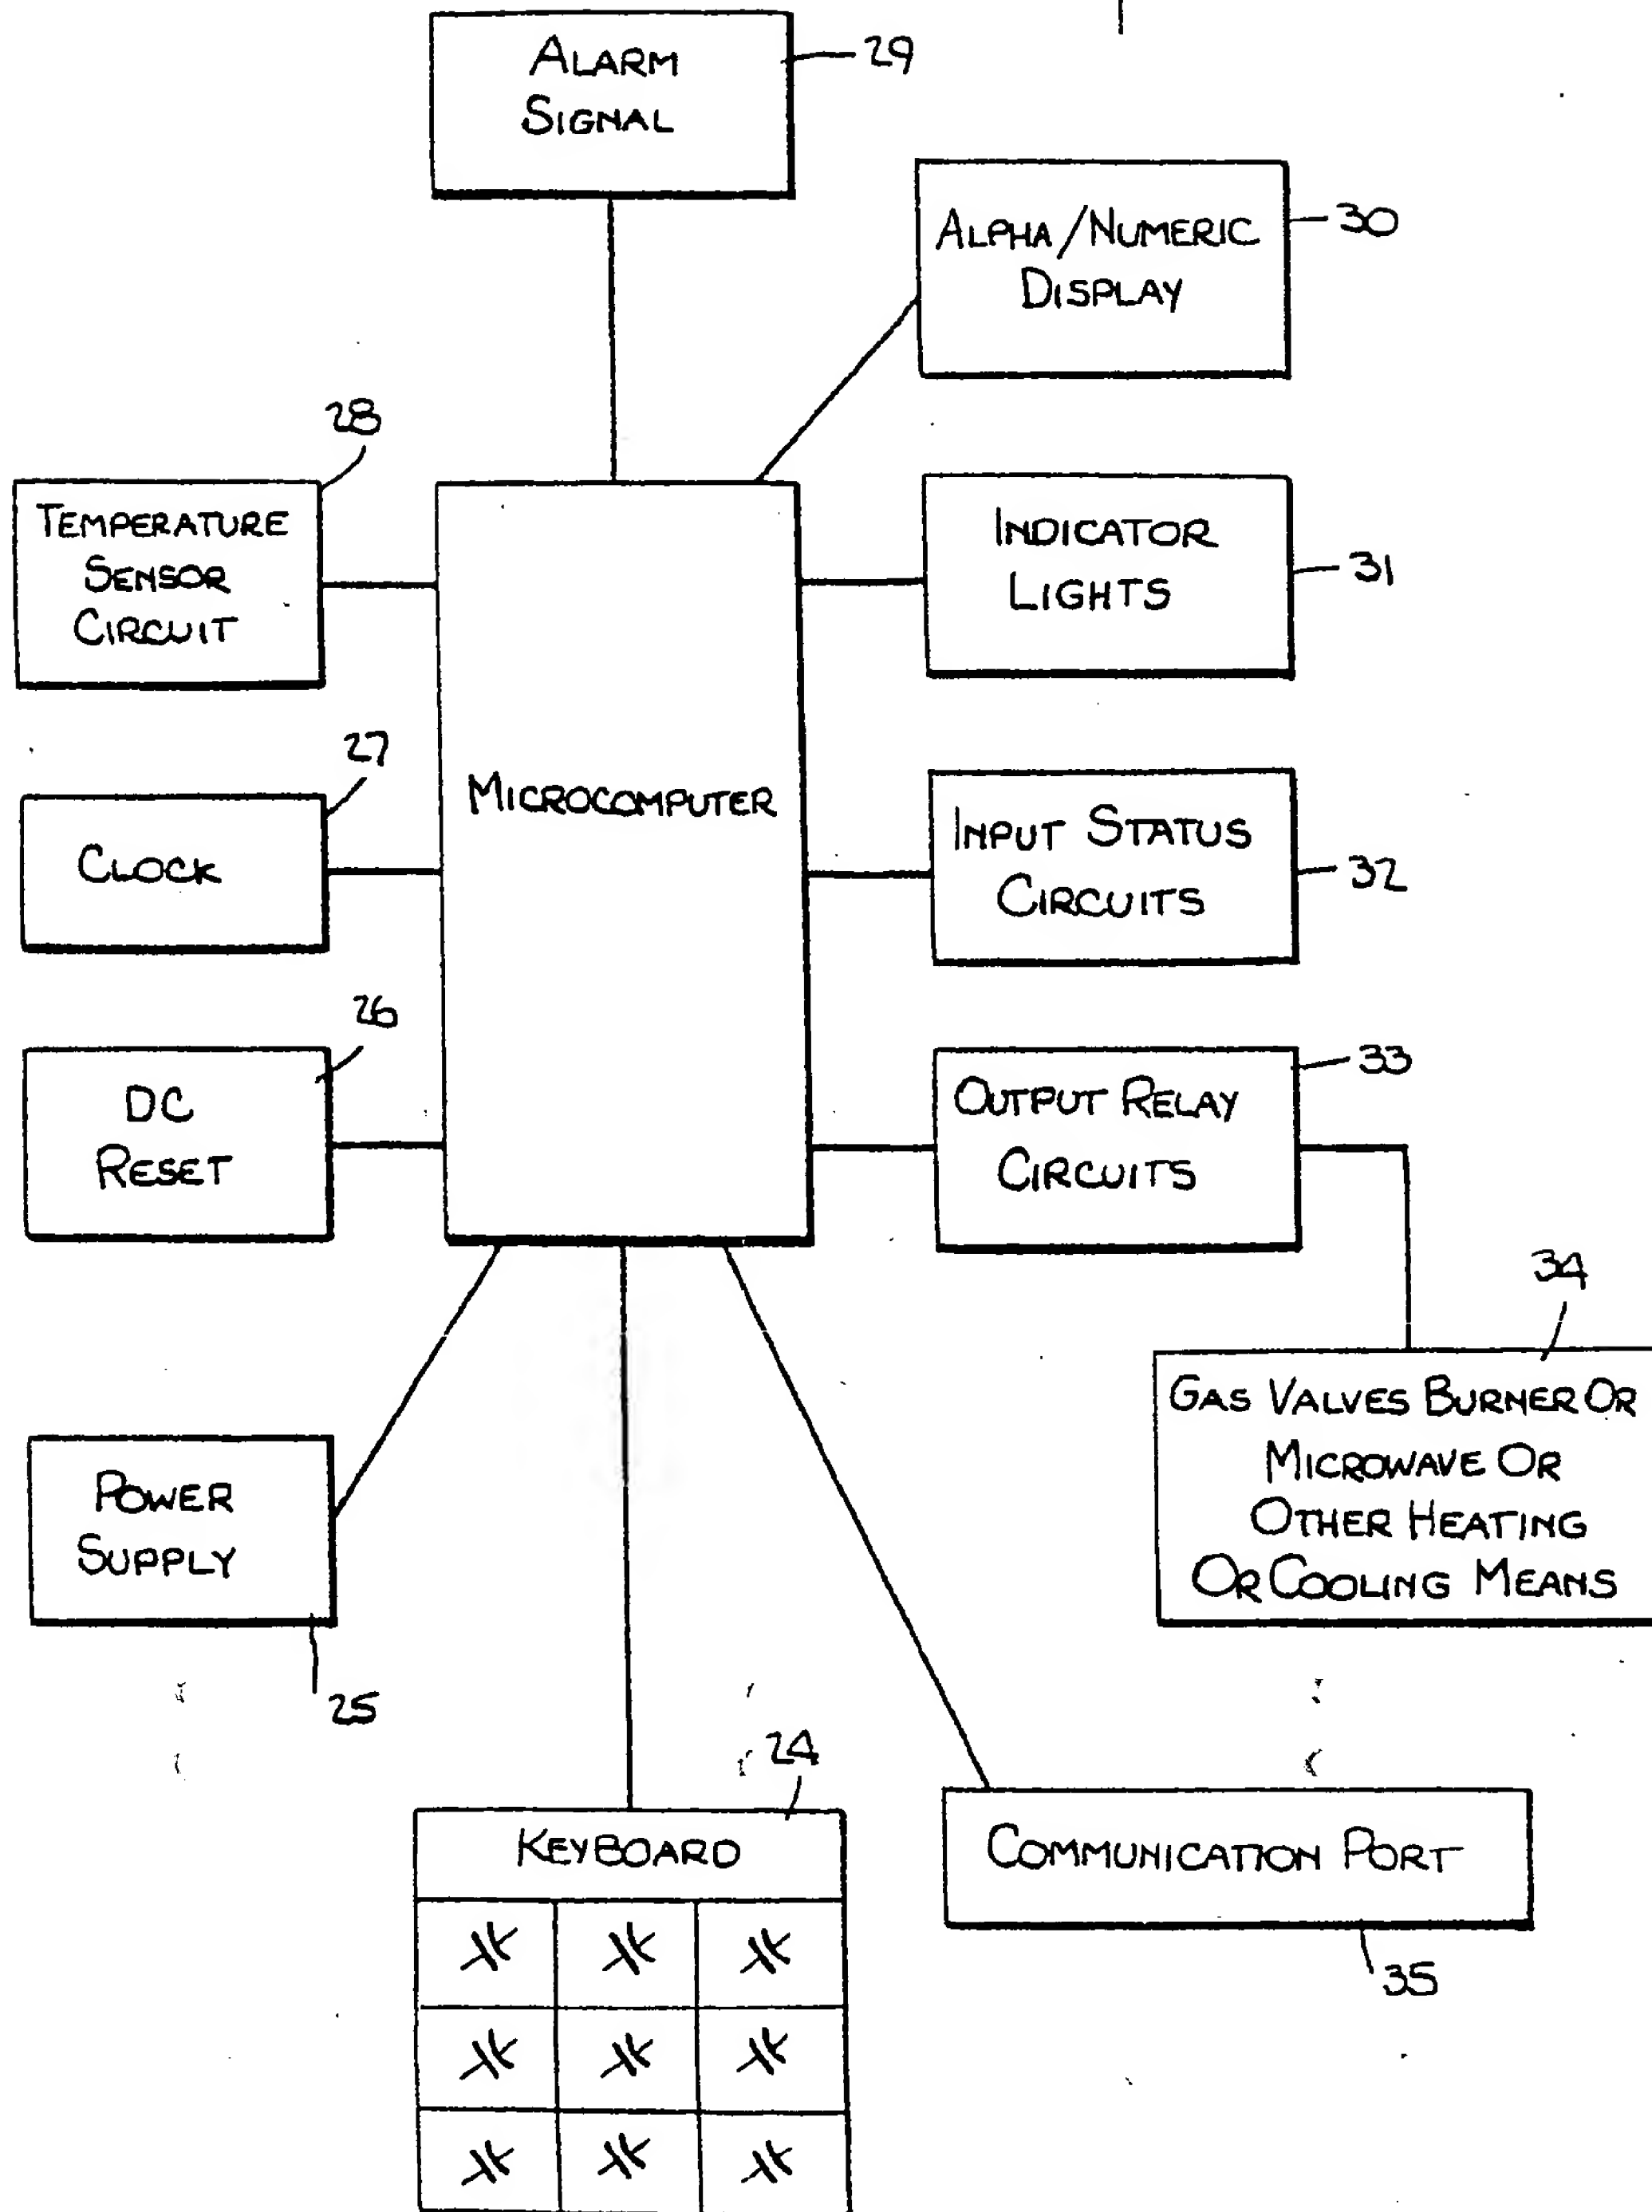 ALARM
SIGNAL
29
ALPHA/NUMERIC
DISPLAY
30
28
TEMPERATURE
SENSOR
CIRCUIT
INDICATOR
LIGHTS
31
27
CLOCK
MICROCOMPUTER
INPUT STATUS
CIRCUITS
32
26
DC
RESET
OUTPUT RELAY
CIRCUITS
33
34
GAS VALVES BURNER OR
MICROWAVE OR
OTHER HEATING
OR COOLING MEANS
POWER
SUPPLY
25
24
KEYBOARD
COMMUNICATION PORT
35